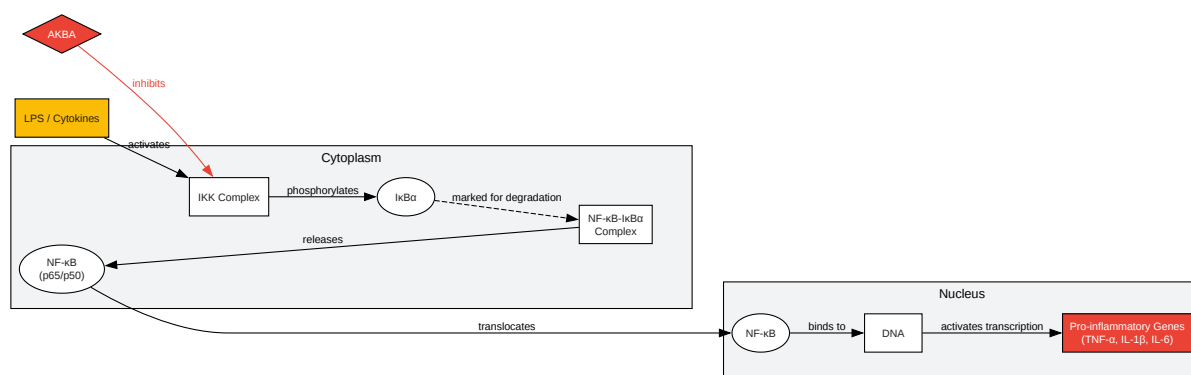 AKBA
inhibits
LPS / Cytokines
activates
Cytoplasm
IKK Complex
phosphorylates
IκBα
marked for degradation
NF-κB-IκBα
Complex
releases
NF-κB
(p65/p50)
translocates
Nucleus
NF-κB
binds to
DNA
activates transcription
Pro-inflammatory Genes
(TNF-α, IL-1β, IL-6)